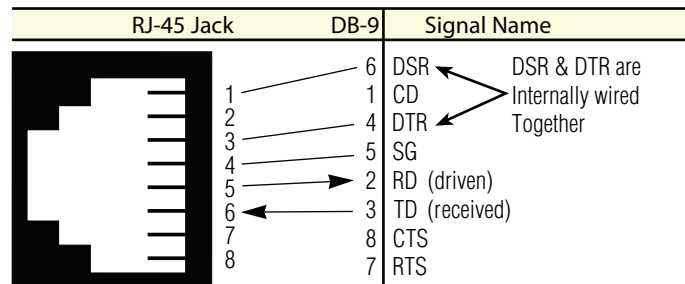 RJ-45 Jack DB-9 Signal Name
6 DSR DSR & DTR are
1 1 CD Internally wired
2
3 4 DTR Together
4 5 SG
5 2 RD (driven)
6 3 TD (received)
7 8 CTS
8 7 RTS